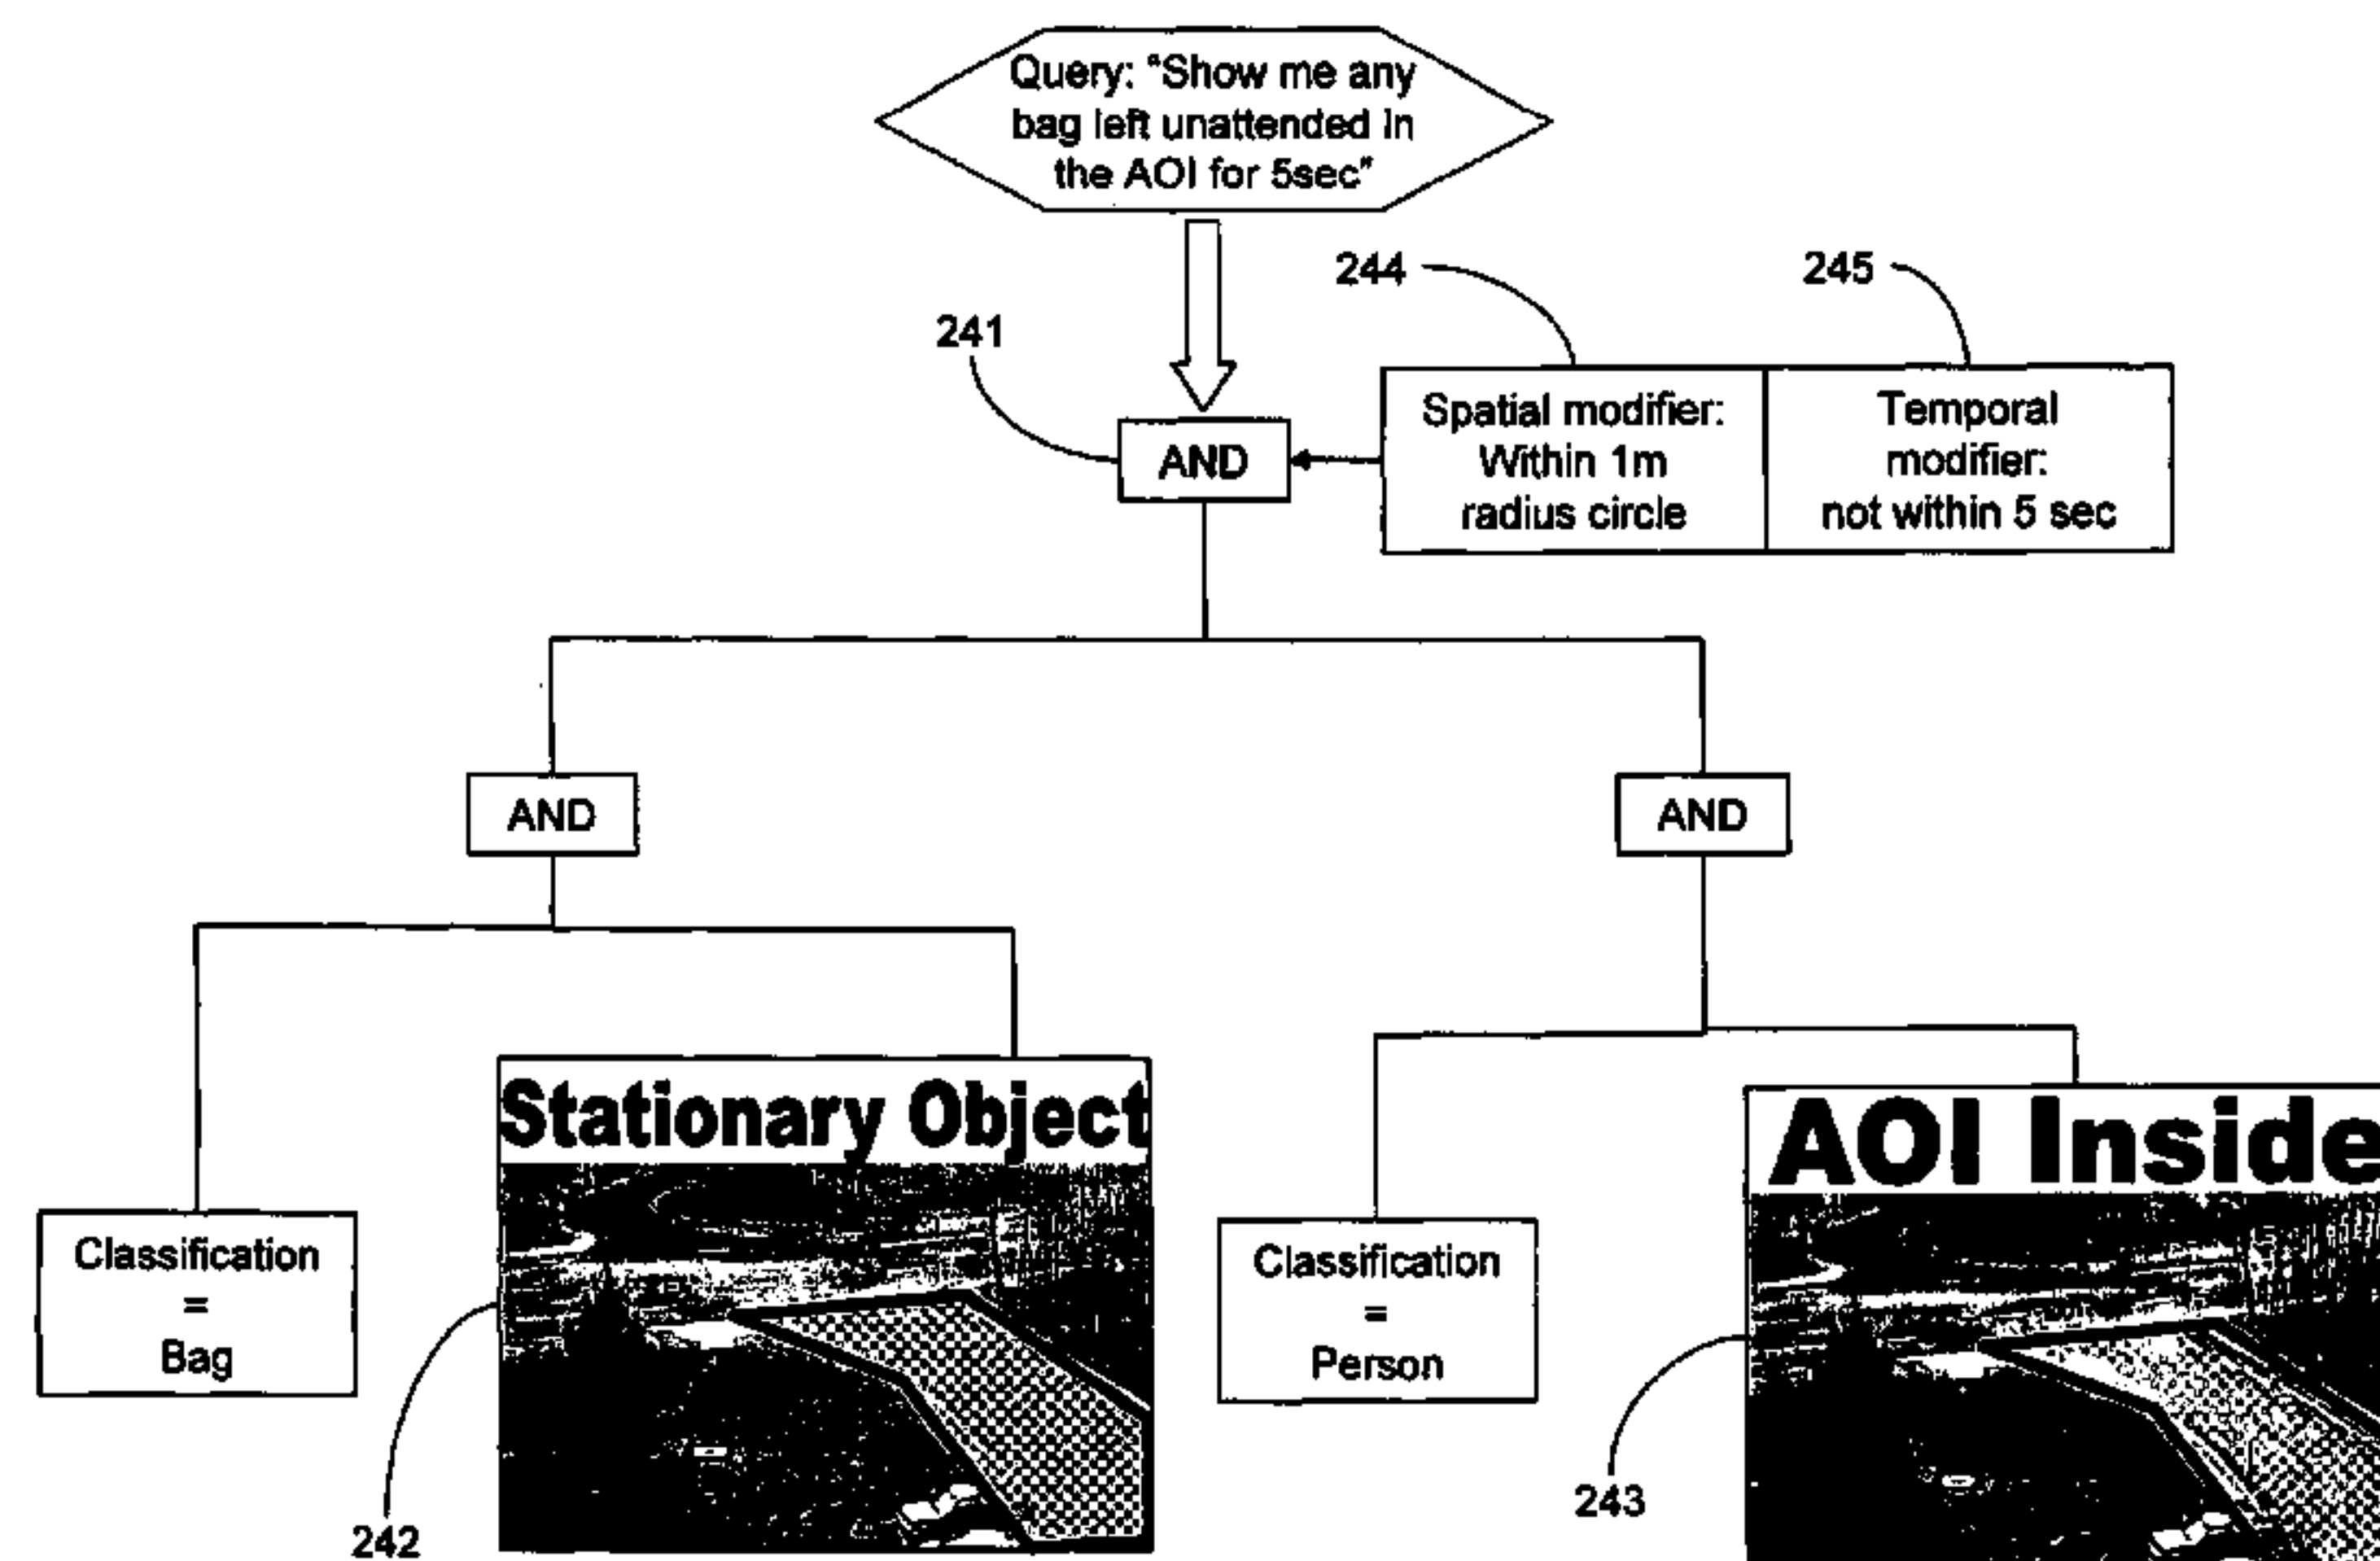 Query: "Show me any
bag left unattended in
the AOI for 5sec"
244
245
241
AND
Spatial modifier:
Within 1m
radius circle
Temporal
modifier:
not within 5 sec
AND
AND
Stationary Object
AOI Inside
Classification
=
Bag
Classification
=
Person
242
243